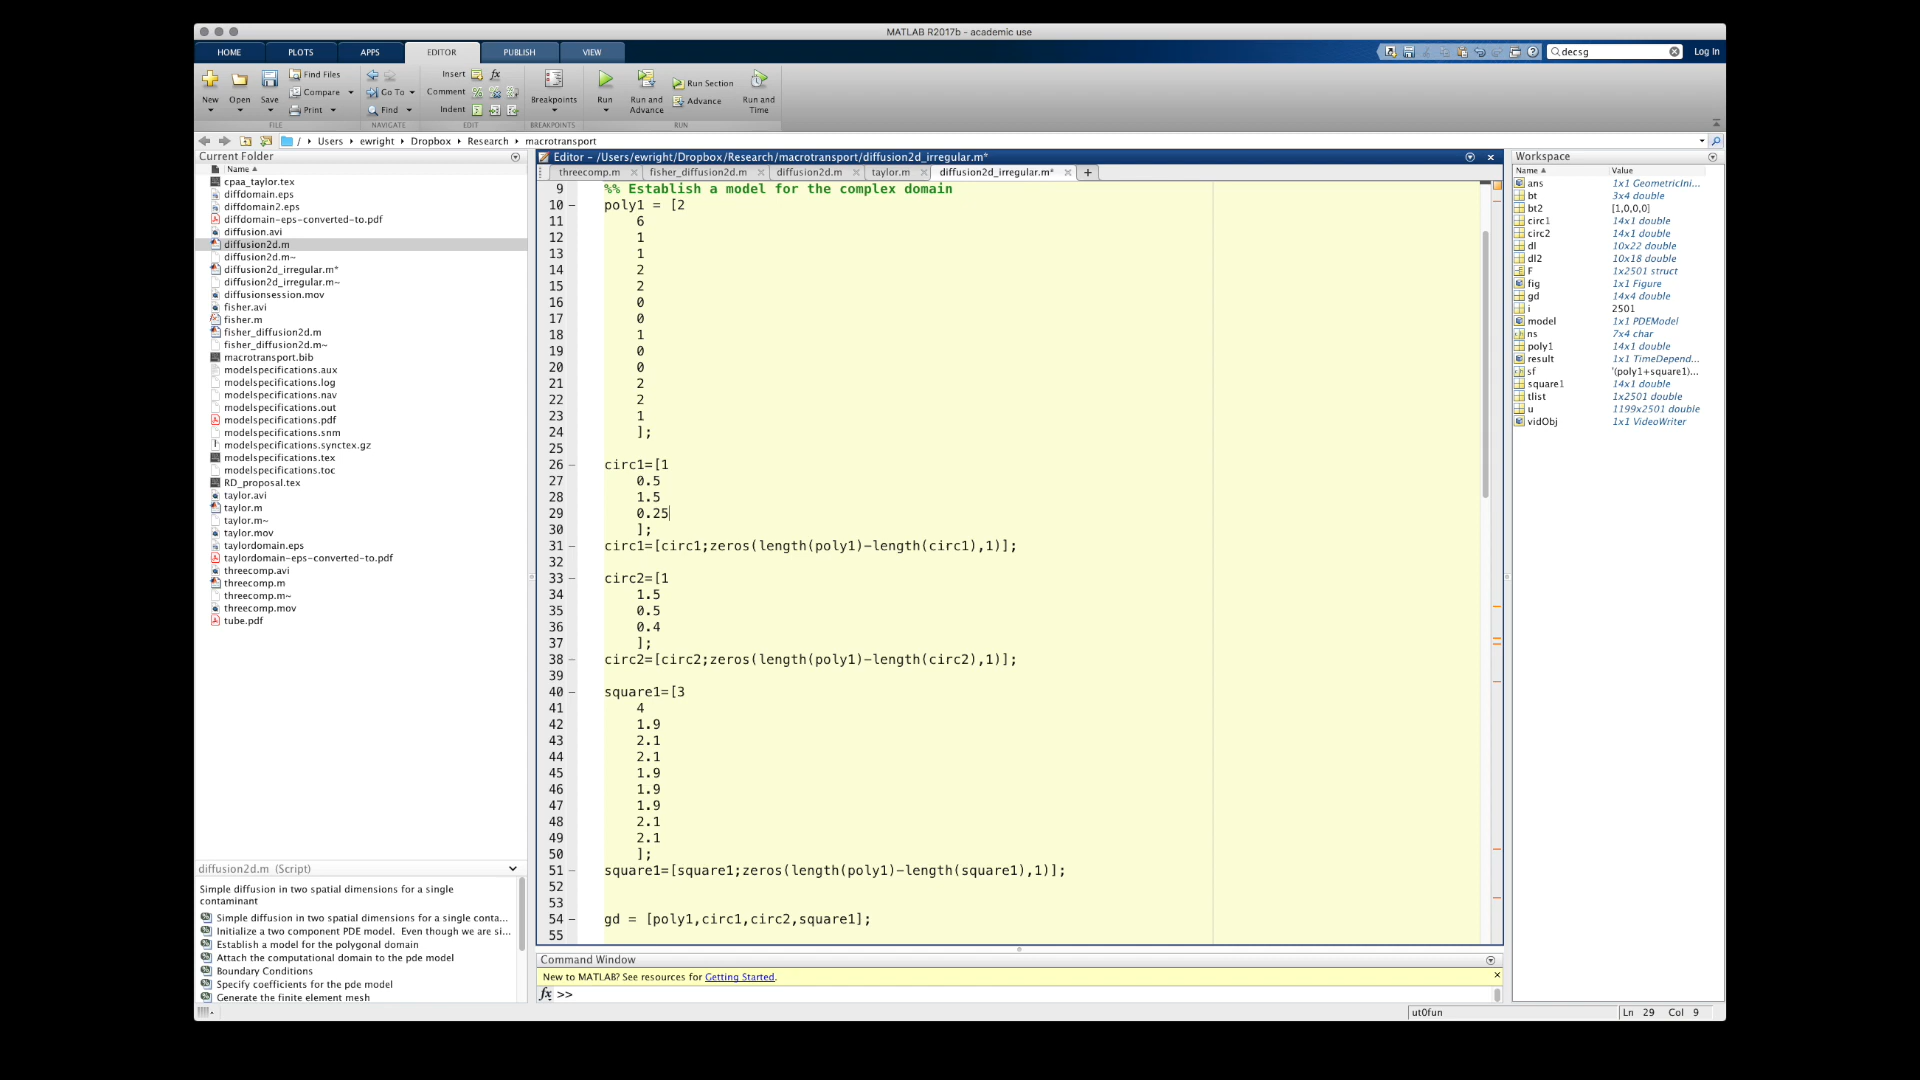 MATLAB R2017b - academic use
HOME
PLOTS
APPS
EDITOR
PUBLISH
VIEW
decsg
Log In
New
Open
Save
Find Files
Compare
Print
Go To
Find
Insert
fx
Comment
Indent
Breakpoints
Run
Run and
Advance
Run Section
Advance
Run and
Time
FILE
NAVIGATE
EDIT
BREAKPOINTS
RUN
/ Users ewright Dropbox Research macrotransport
Current Folder
Name
cpaa_taylor.tex
diffdomain.eps
diffdomain2.eps
diffdomain-eps-converted-to.pdf
diffusion.avi
diffusion2d.m
diffusion2d.m~
diffusion2d_irregular.m*
diffusion2d_irregular.m~
diffusionsession.mov
fisher.avi
fisher.m
fisher_diffusion2d.m
fisher_diffusion2d.m~
macrotransport.bib
modelspecifications.aux
modelspecifications.log
modelspecifications.nav
modelspecifications.out
modelspecifications.pdf
modelspecifications.snm
modelspecifications.synctex.gz
modelspecifications.tex
modelspecifications.toc
RD_proposal.tex
taylor.avi
taylor.m
taylor.m~
taylor.mov
taylordomain.eps
taylordomain-eps-converted-to.pdf
threecomp.avi
threecomp.m
threecomp.m~
threecomp.mov
tube.pdf
diffusion2d.m (Script)
Simple diffusion in two spatial dimensions for a single
contaminant
Simple diffusion in two spatial dimensions for a single conta...
Initialize a two component PDE model. Even though we are si...
Establish a model for the polygonal domain
Attach the computational domain to the pde model
Boundary Conditions
Specify coefficients for the pde model
Generate the finite element mesh
Editor - /Users/ewright/Dropbox/Research/macrotransport/diffusion2d_irregular.m*
threecomp.m
fisher_diffusion2d.m
diffusion2d.m
taylor.m
diffusion2d_irregular.m*
+
9 %% Establish a model for the complex domain
10 - poly1 = [2
11 6
12 1
13 1
14 2
15 2
16 0
17 0
18 1
19 0
20 0
21 2
22 2
23 1
24 ];
25
26 - circ1=[1
27 0.5
28 1.5
29 0.25
30 ];
31 - circ1=[circ1;zeros(length(poly1)-length(circ1),1)];
32
33 - circ2=[1
34 1.5
35 0.5
36 0.4
37 ];
38 - circ2=[circ2;zeros(length(poly1)-length(circ2),1)];
39
40 - square1=[3
41 4
42 1.9
43 2.1
44 2.1
45 1.9
46 1.9
47 1.9
48 2.1
49 2.1
50 ];
51 - square1=[square1;zeros(length(poly1)-length(square1),1)];
52
53
54 - gd = [poly1,circ1,circ2,square1];
55
Command Window
New to MATLAB? See resources for Getting Started.
fx >>
Workspace
Name Value
ans 1x1 GeometricIni...
bt 3x4 double
bt2 [1,0,0,0]
circ1 14x1 double
circ2 14x1 double
dl 10x22 double
dl2 10x18 double
F 1x2501 struct
fig 1x1 Figure
gd 14x4 double
i 2501
model 1x1 PDEModel
ns 7x4 char
poly1 14x1 double
result 1x1 TimeDepend...
sf '(poly1+square1)...
square1 14x1 double
tlist 1x2501 double
u 1199x2501 double
vidObj 1x1 VideoWriter
ut0fun
Ln 29 Col 9